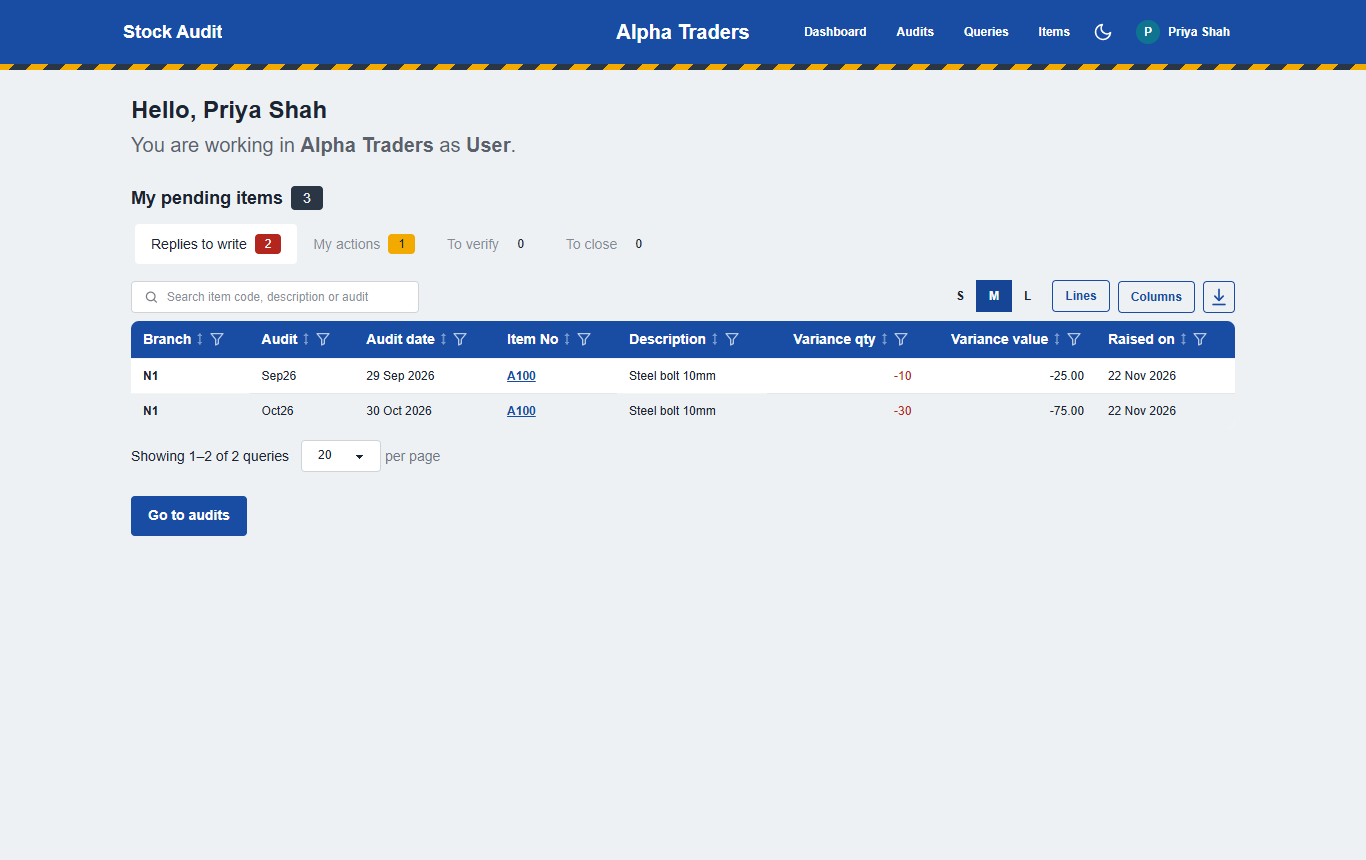 Stock Audit
Alpha Traders
Dashboard Audits Queries Items P Priya Shah
Hello, Priya Shah
You are working in Alpha Traders as User.
My pending items 3
Replies to write 2 My actions 1 To verify 0 To close 0
Search item code, description or audit
S M L Lines Columns
Branch Audit Audit date Item No Description Variance qty Variance value Raised on
N1 Sep26 29 Sep 2026 A100 Steel bolt 10mm -10 -25.00 22 Nov 2026
N1 Oct26 30 Oct 2026 A100 Steel bolt 10mm -30 -75.00 22 Nov 2026
Showing 1–2 of 2 queries 20 per page
Go to audits